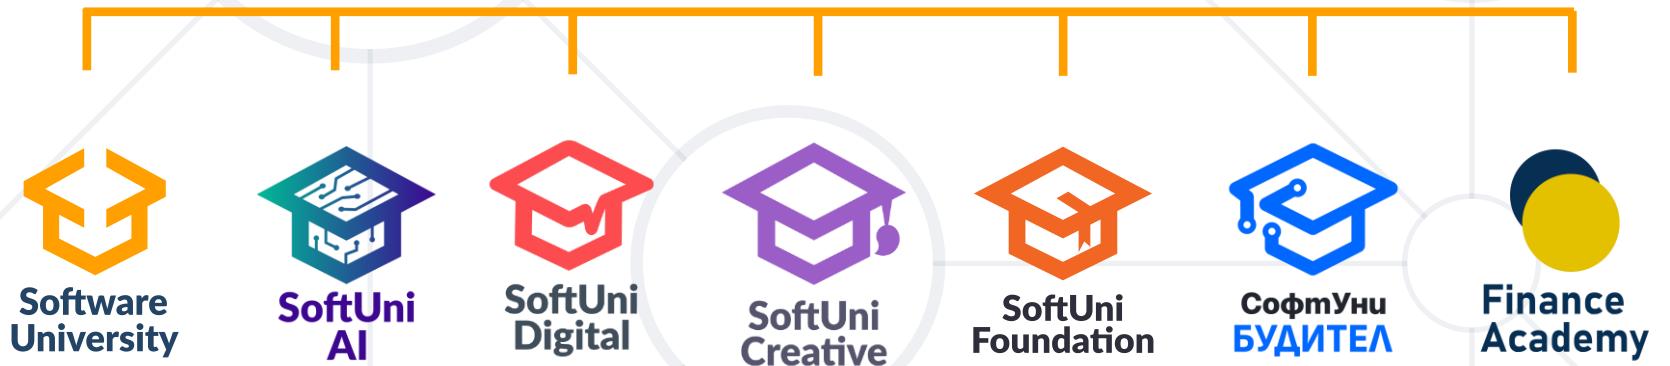 Software
University
SoftUni
AI
SoftUni
Digital
SoftUni
Creative
SoftUni
Foundation
СофтУни
БУДИТЕЛ
Finance
Academy